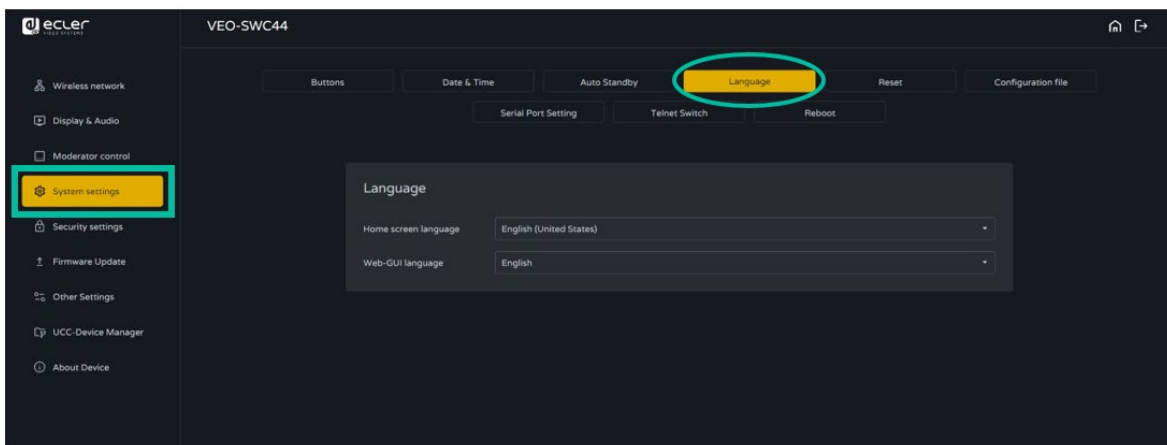 ecler
VIDEO SYSTEMS
VEO-SWC44
Wireless network
Display & Audio
Moderator control
System settings
Security settings
Firmware Update
Other Settings
UCC-Device Manager
About Device
Buttons Date & Time Auto Standby Language Reset Configuration file
Serial Port Setting Telnet Switch Reboot
Language
Home screen language English (United States)
Web-GUI language English